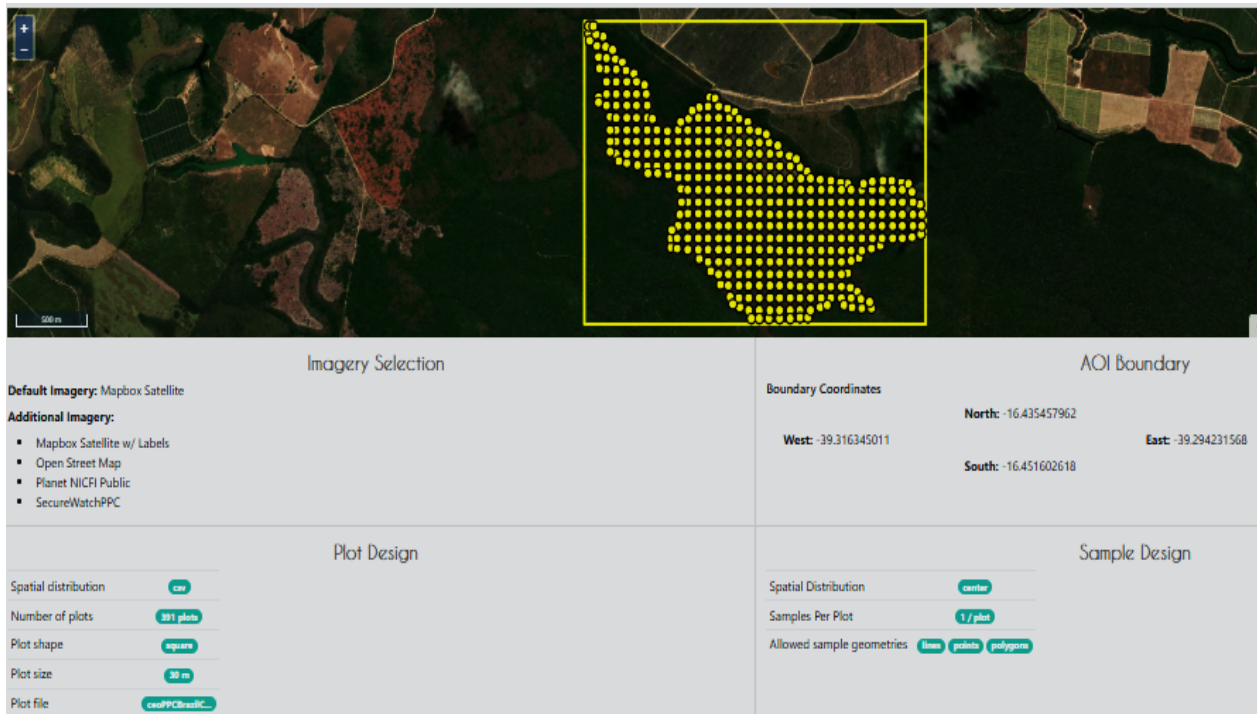 +
−
500 m
Imagery Selection
Default Imagery: Mapbox Satellite
Additional Imagery:
▪ Mapbox Satellite w/ Labels
▪ Open Street Map
▪ Planet NICFI Public
▪ SecureWatchPPC
AOI Boundary
Boundary Coordinates
North: -16.435457962
West: -39.316345011 East: -39.294231568
South: -16.451602618
Plot Design
Spatial distribution csv
Number of plots 391 plots
Plot shape square
Plot size 30 m
Plot file ceoPPCBrazilC...
Sample Design
Spatial Distribution center
Samples Per Plot 1 / plot
Allowed sample geometries lines points polygons